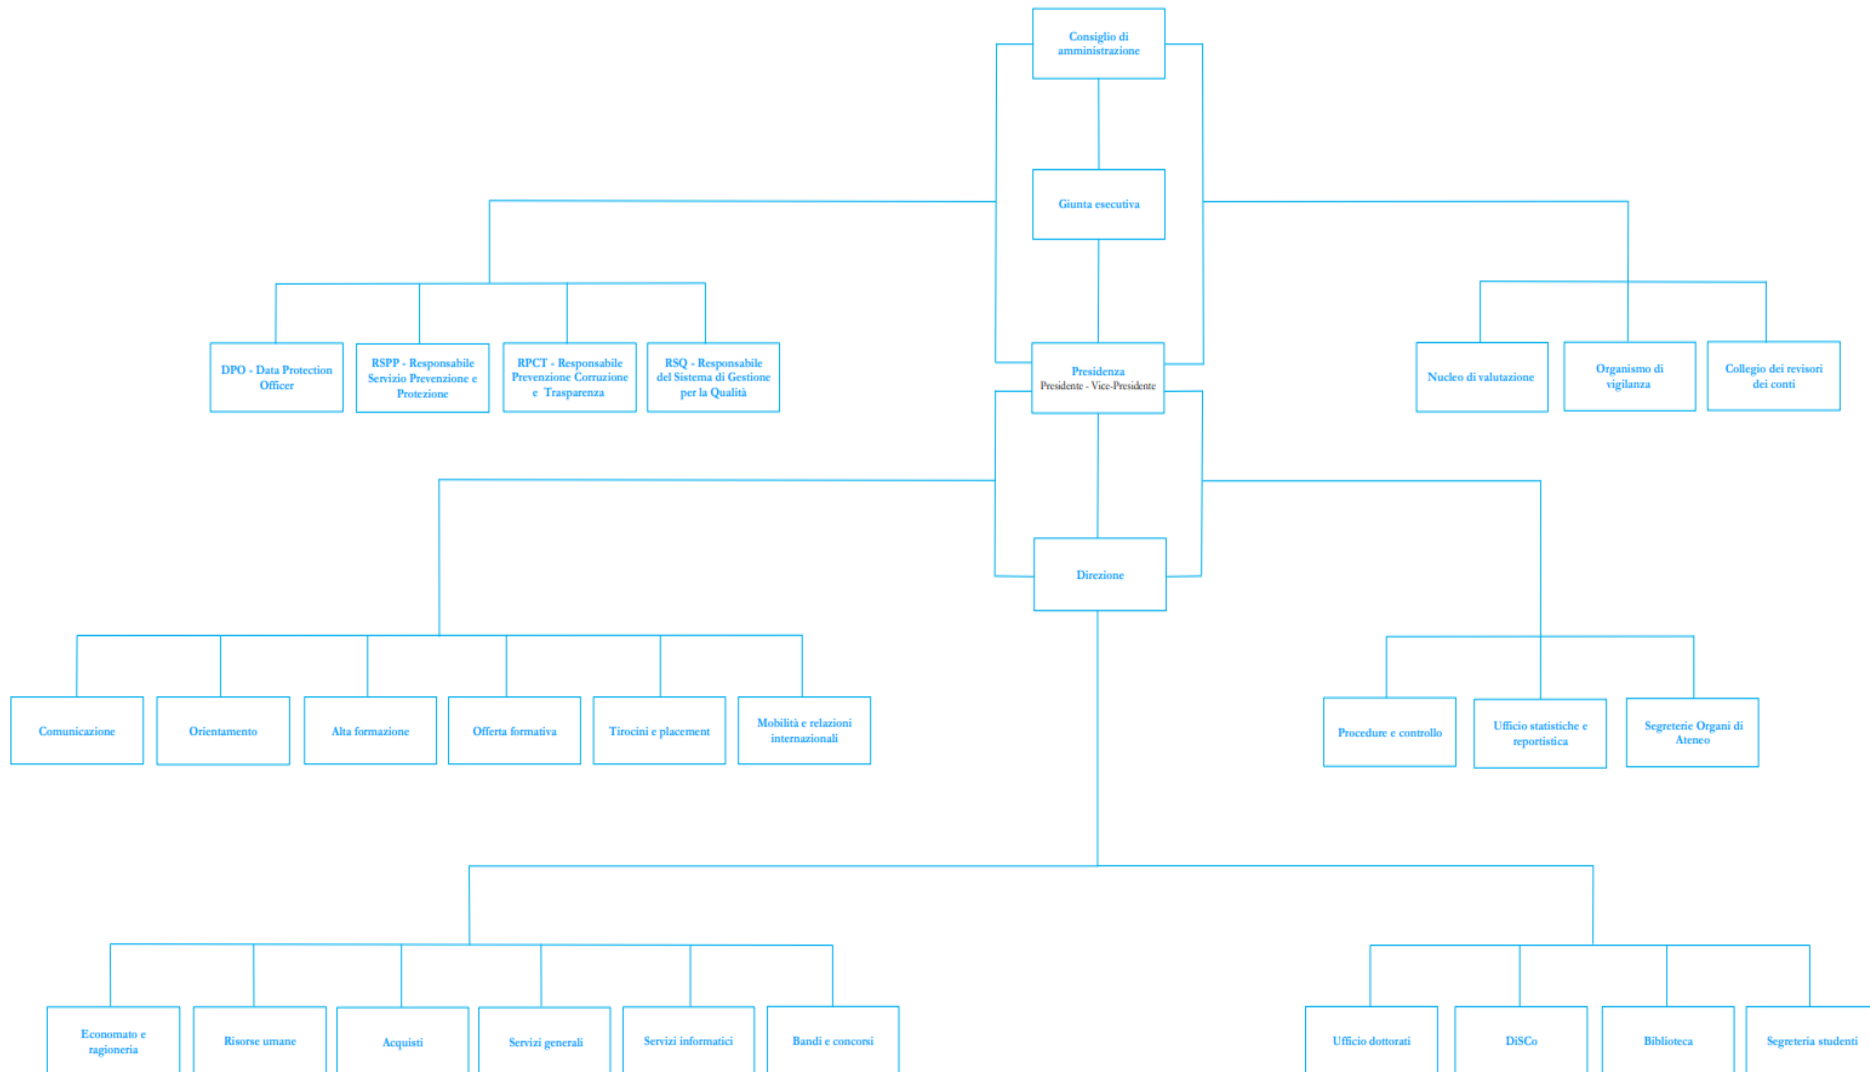 Consiglio di
amministrazione
Giunta esecutiva
DPO - Data Protection
Officer
RSPP - Responsabile
Servizio Prevenzione e
Protezione
RPCT - Responsabile
Prevenzione Corruzione
e Trasparenza
RSQ - Responsabile
del Sistema di Gestione
per la Qualità
Presidenza
Presidente - Vice-Presidente
Nucleo di valutazione
Organismo di
vigilanza
Collegio dei revisori
dei conti
Direzione
Comunicazione
Orientamento
Alta formazione
Offerta formativa
Tirocini e placement
Mobilità e relazioni
internazionali
Procedure e controllo
Ufficio statistiche e
reportistica
Segreterie Organi di
Ateneo
Economato e
ragioneria
Risorse umane
Acquisti
Servizi generali
Servizi informatici
Bandi e concorsi
Ufficio dottorati
DiSCo
Biblioteca
Segreteria studenti